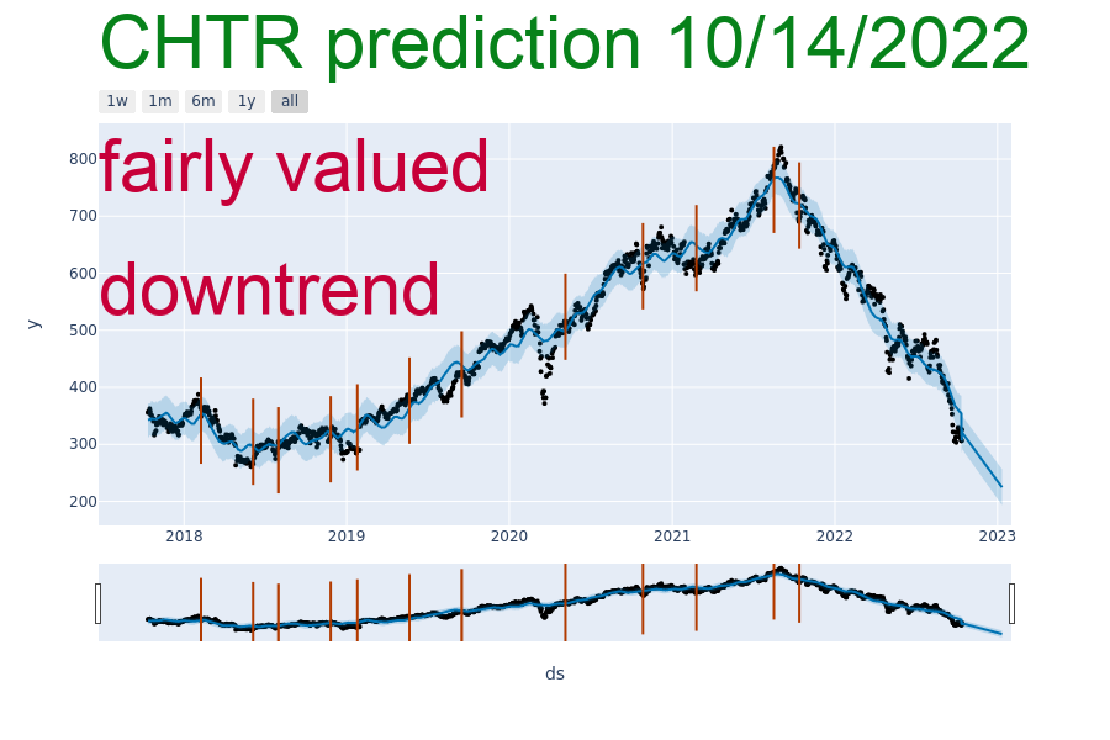 CHTR prediction 10/14/2022
1w 1m 6m 1y all
fairly valued
downtrend
800
700
600
500
400
300
200
y
2018 2019 2020 2021 2022 2023
ds